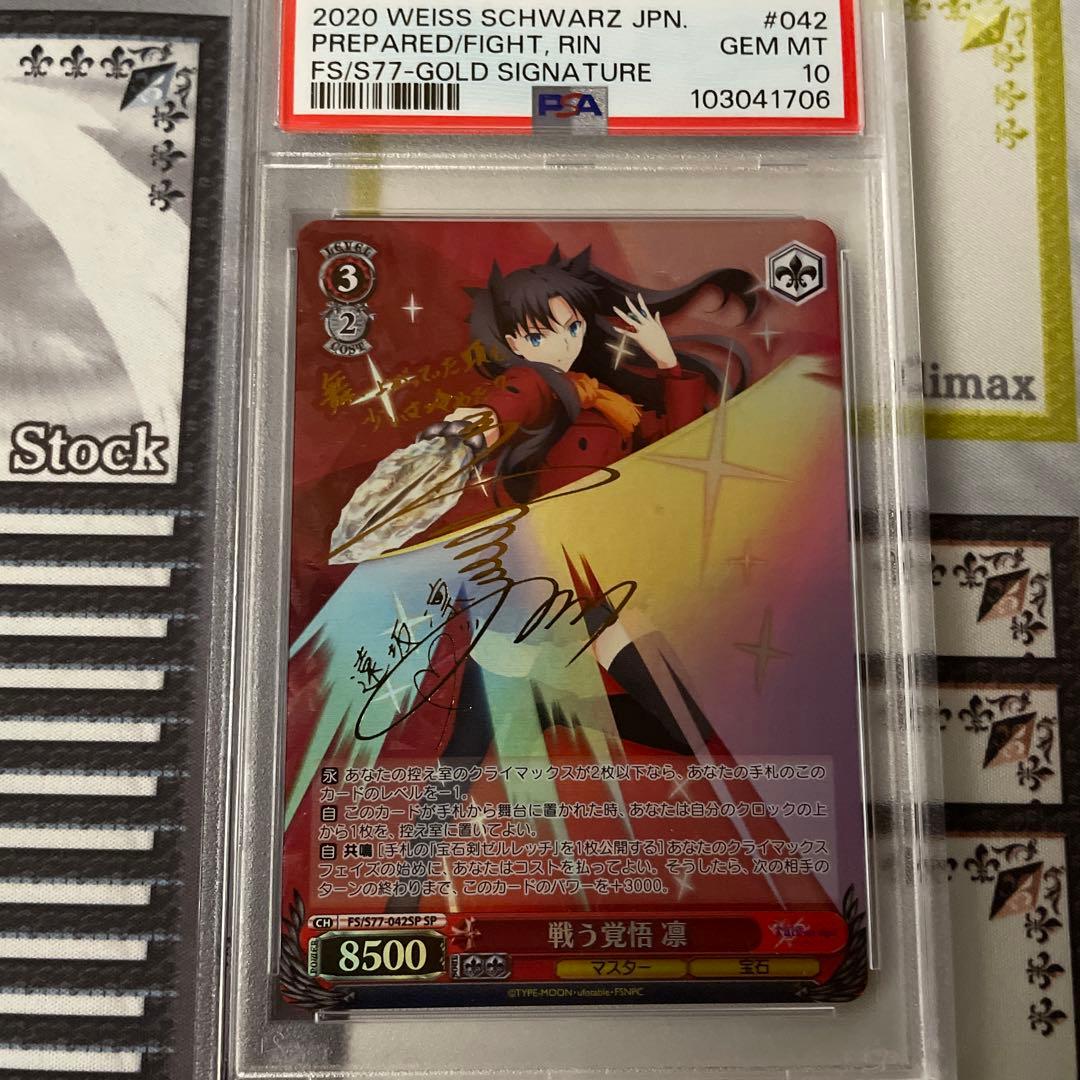 2020 WEISS SCHWARZ JPN. #042
PREPARED/FIGHT, RIN GEM MT
FS/S77-GOLD SIGNATURE 10
PSA 103041706
Stock
limax
LEVEL
3
2
COST
遠坂凛
永 あなたの控え室のクライマックスが2枚以下なら、あなたの手札のこの
カードのレベルを－1。
自 このカードが手札から舞台に置かれた時、あなたは自分のクロックの上
から1枚を、控え室に置いてよい。
自 共鳴 [手札の「宝石剣ゼルレッチ」を1枚公開する] あなたのクライマックス
フェイズの始めに、あなたはコストを払ってよい。そうしたら、次の相手の
ターンの終わりまで、このカードのパワーを＋3000。
CH FS/S77-042SP SP
POWER 8500
戦う覚悟 凛
マスター 宝石
©TYPE-MOON・ufotable・FSNPC